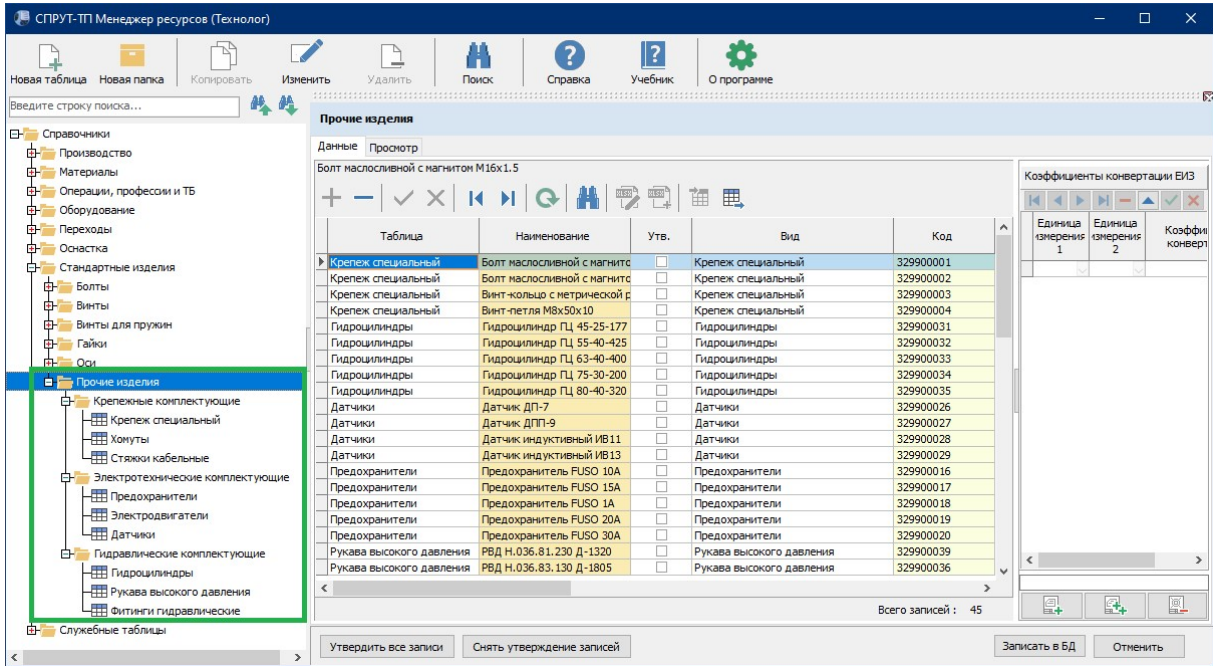 СПРУТ-ТП Менеджер ресурсов (Технолог)
Новая таблица Новая папка Копировать Изменить Удалить Поиск Справка Учебник О программе
Введите строку поиска...
Справочники
Производство
Материалы
Операции, профессии и ТБ
Оборудование
Переходы
Оснастка
Стандартные изделия
Болты
Винты
Винты для пружин
Гайки
Оси
Прочие изделия
Крепежные комплектующие
Крепеж специальный
Хомуты
Стяжки кабельные
Электротехнические комплектующие
Предохранители
Электродвигатели
Датчики
Гидравлические комплектующие
Гидроцилиндры
Рукава высокого давления
Фитинги гидравлические
Служебные таблицы
Прочие изделия
Данные Просмотр
Болт маслосливной с магнитом М16х1.5
Таблица Наименование Утв. Вид Код
Крепеж специальный Болт маслосливной с магнито Крепеж специальный 329900001
Крепеж специальный Болт маслосливной с магнито Крепеж специальный 329900002
Крепеж специальный Винт-кольцо с метрической р Крепеж специальный 329900003
Крепеж специальный Винт-петля М8х50х10 Крепеж специальный 329900004
Гидроцилиндры Гидроцилиндр ГЦ 45-25-177 Гидроцилиндры 329900031
Гидроцилиндры Гидроцилиндр ГЦ 55-40-425 Гидроцилиндры 329900032
Гидроцилиндры Гидроцилиндр ГЦ 63-40-400 Гидроцилиндры 329900033
Гидроцилиндры Гидроцилиндр ГЦ 75-30-200 Гидроцилиндры 329900034
Гидроцилиндры Гидроцилиндр ГЦ 80-40-320 Гидроцилиндры 329900035
Датчики Датчик ДП-7 Датчики 329900026
Датчики Датчик ДПП-9 Датчики 329900027
Датчики Датчик индуктивный ИВ11 Датчики 329900028
Датчики Датчик индуктивный ИВ13 Датчики 329900029
Предохранители Предохранитель FUSO 10A Предохранители 329900016
Предохранители Предохранитель FUSO 15A Предохранители 329900017
Предохранители Предохранитель FUSO 1A Предохранители 329900018
Предохранители Предохранитель FUSO 20A Предохранители 329900019
Предохранители Предохранитель FUSO 30A Предохранители 329900020
Рукава высокого давления РВД Н.036.81.230 Д-1320 Рукава высокого давления 329900039
Рукава высокого давления РВД Н.036.83.130 Д-1805 Рукава высокого давления 329900036
Всего записей : 45
Коэффициенты конвертации ЕИЗ
Единица измерения 1 Единица измерения 2 Коэффи конверт
Утвердить все записи Снять утверждение записей Записать в БД Отменить